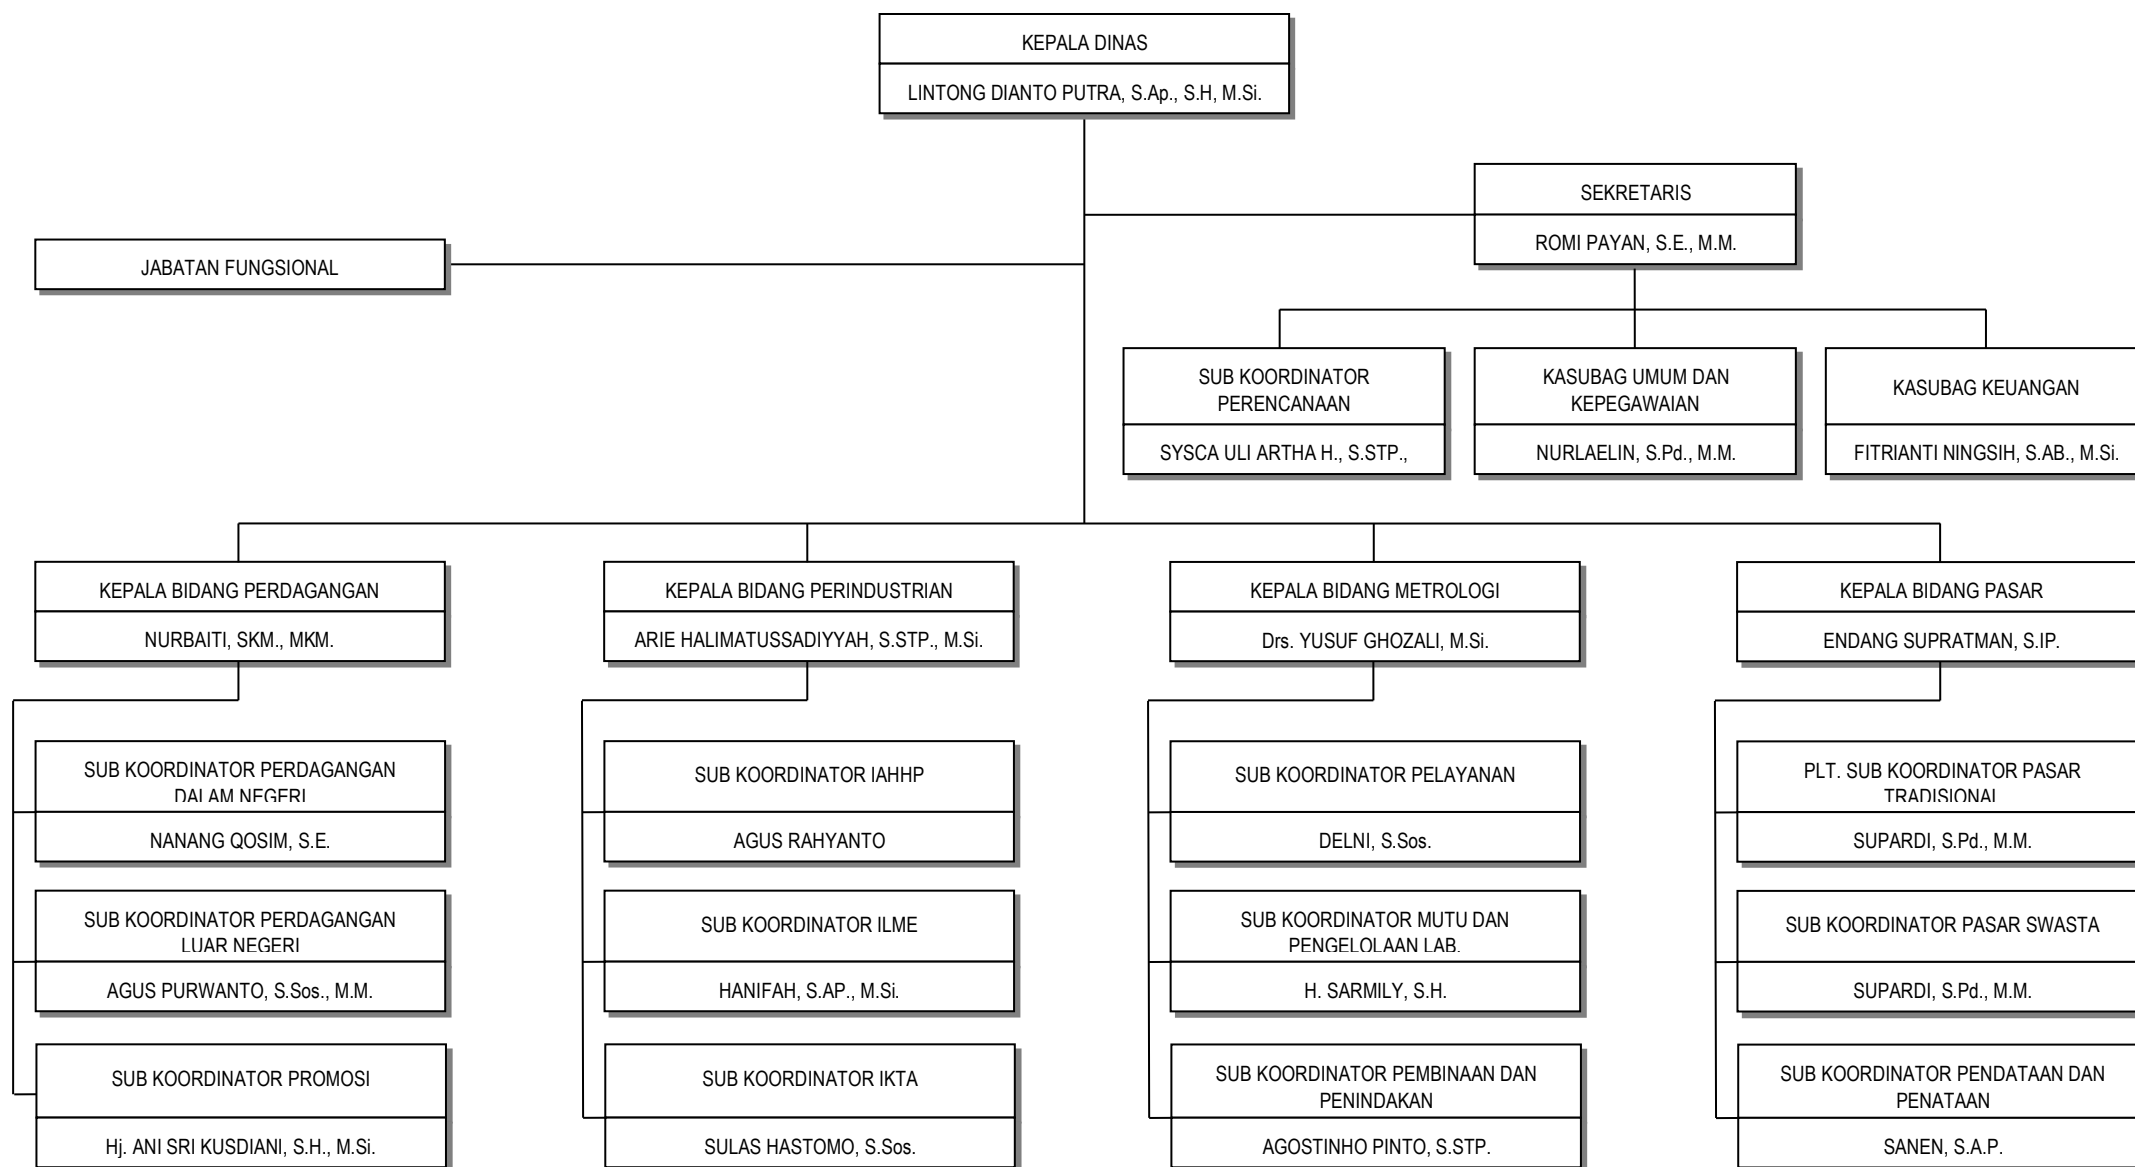 KEPALA DINAS
LINTONG DIANTO PUTRA, S.Ap., S.H, M.Si.
SEKRETARIS
ROMI PAYAN, S.E., M.M.
JABATAN FUNGSIONAL
SUB KOORDINATOR
PERENCANAAN
SYSCA ULI ARTHA H., S.STP.,
KASUBAG UMUM DAN
KEPEGAWAIAN
NURLAELIN, S.Pd., M.M.
KASUBAG KEUANGAN
FITRIANTI NINGSIH, S.AB., M.Si.
KEPALA BIDANG PERDAGANGAN
NURBAITI, SKM., MKM.
KEPALA BIDANG PERINDUSTRIAN
ARIE HALIMATUSSADIYYAH, S.STP., M.Si.
KEPALA BIDANG METROLOGI
Drs. YUSUF GHOZALI, M.Si.
KEPALA BIDANG PASAR
ENDANG SUPRATMAN, S.IP.
SUB KOORDINATOR PERDAGANGAN
DALAM NEGERI
NANANG QOSIM, S.E.
SUB KOORDINATOR IAHHP
AGUS RAHYANTO
SUB KOORDINATOR PELAYANAN
DELNI, S.Sos.
PLT. SUB KOORDINATOR PASAR
TRADISIONAL
SUPARDI, S.Pd., M.M.
SUB KOORDINATOR PERDAGANGAN
LUAR NEGERI
AGUS PURWANTO, S.Sos., M.M.
SUB KOORDINATOR ILME
HANIFAH, S.AP., M.Si.
SUB KOORDINATOR MUTU DAN
PENGELOLAAN LAB.
H. SARMILY, S.H.
SUB KOORDINATOR PASAR SWASTA
SUPARDI, S.Pd., M.M.
SUB KOORDINATOR PROMOSI
Hj. ANI SRI KUSDIANI, S.H., M.Si.
SUB KOORDINATOR IKTA
SULAS HASTOMO, S.Sos.
SUB KOORDINATOR PEMBINAAN DAN
PENINDAKAN
AGOSTINHO PINTO, S.STP.
SUB KOORDINATOR PENDATAAN DAN
PENATAAN
SANEN, S.A.P.